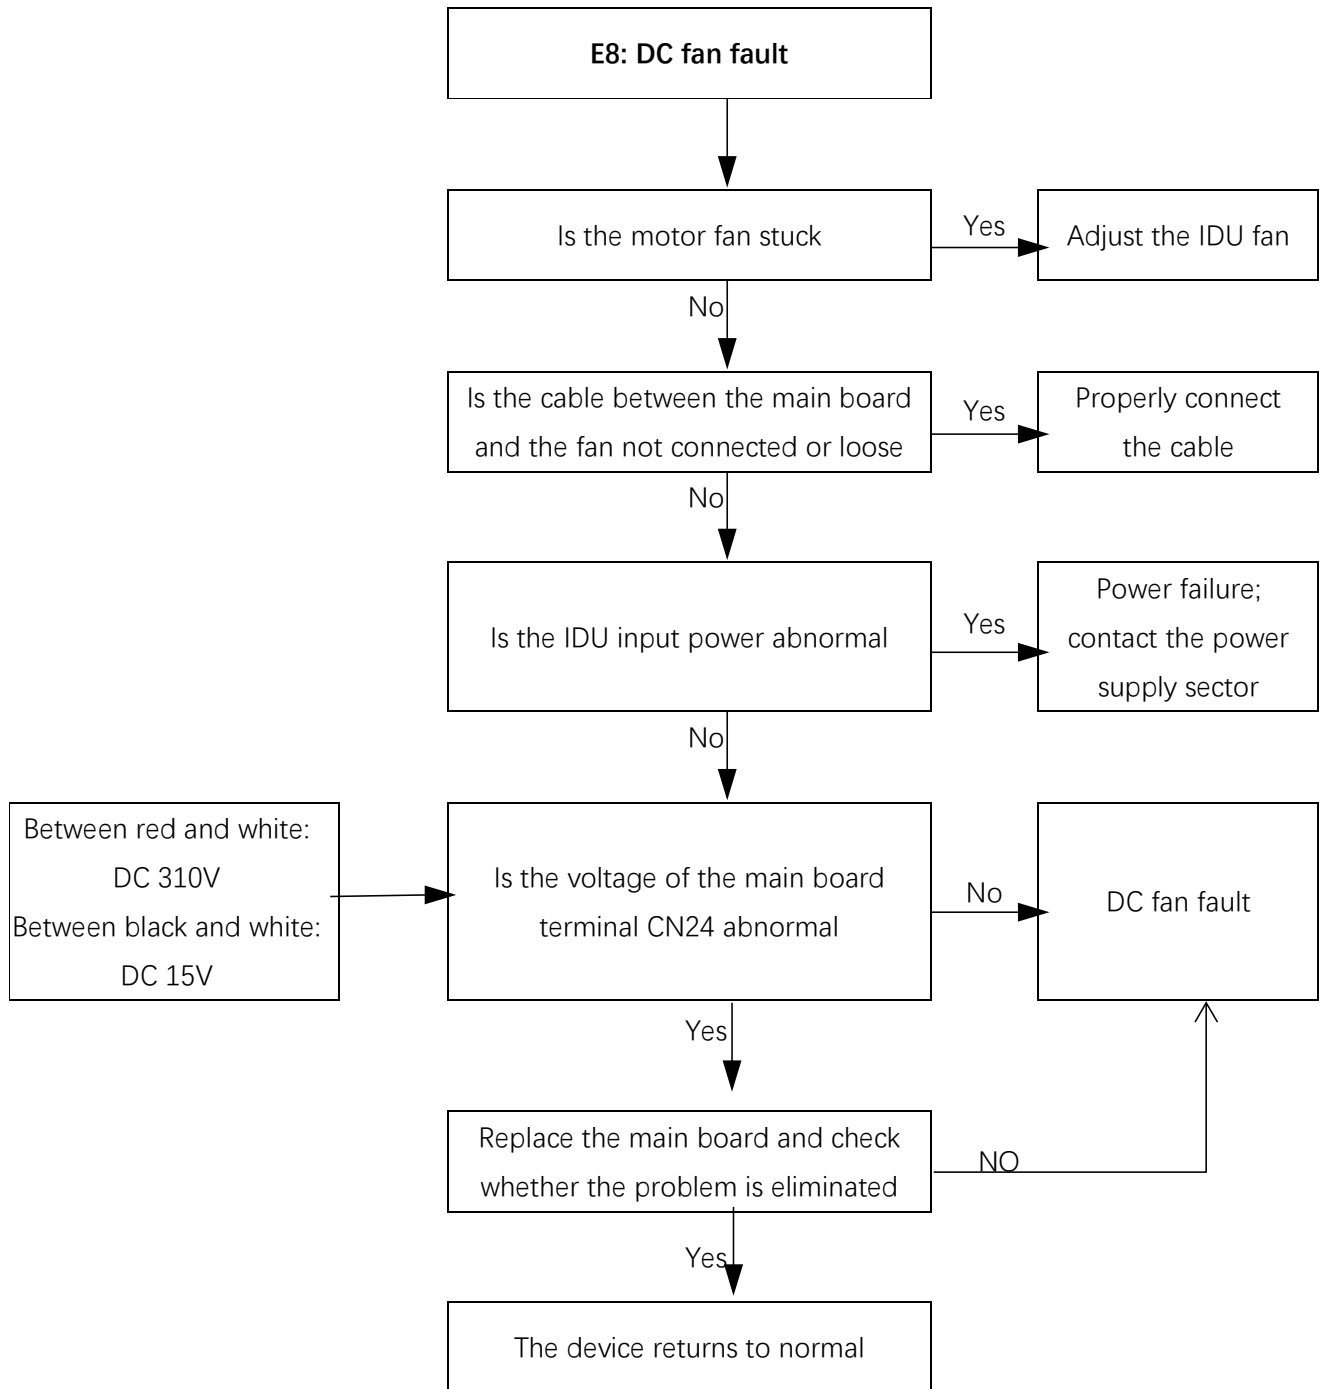 E8: DC fan fault
Is the motor fan stuck
Yes
Adjust the IDU fan
No
Is the cable between the main board
and the fan not connected or loose
Yes
Properly connect
the cable
No
Is the IDU input power abnormal
Yes
Power failure;
contact the power
supply sector
No
Between red and white:
DC 310V
Between black and white:
DC 15V
Is the voltage of the main board
terminal CN24 abnormal
No
DC fan fault
Yes
Replace the main board and check
whether the problem is eliminated
NO
Yes
The device returns to normal